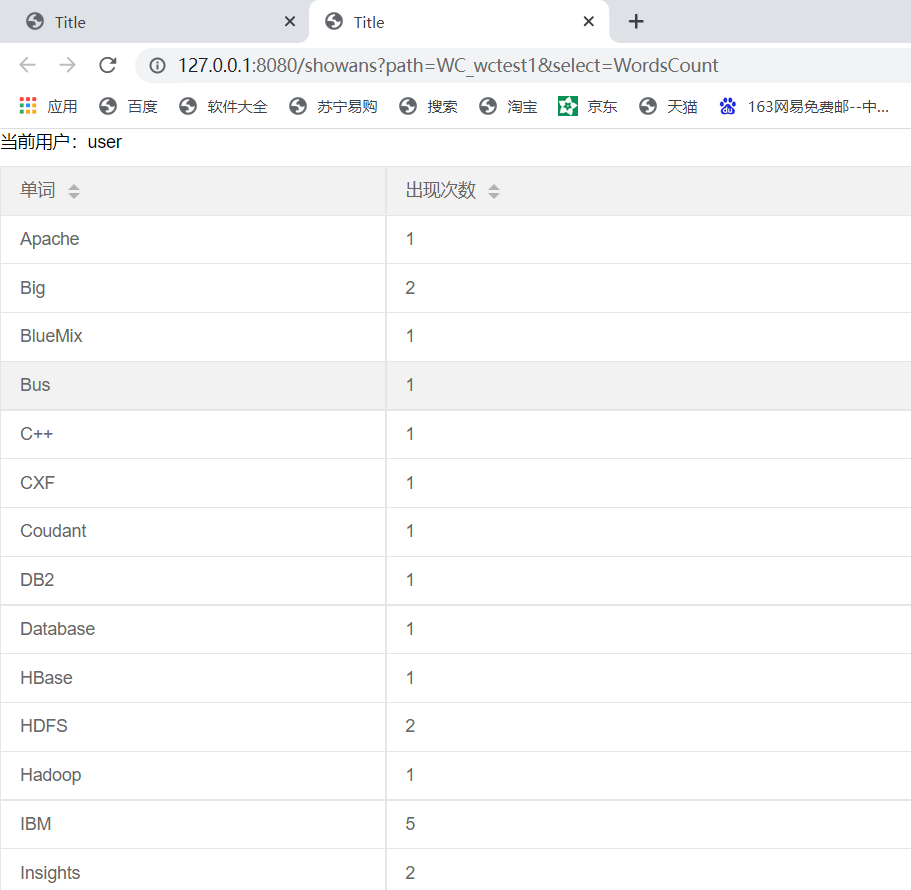 Title Title
127.0.0.1:8080/showans?path=WC_wctest1&select=WordsCount
应用 百度 软件大全 苏宁易购 搜索 淘宝 京东 天猫 163网易免费邮--中...
当前用户：user
单词 出现次数
Apache 1
Big 2
BlueMix 1
Bus 1
C++ 1
CXF 1
Coudant 1
DB2 1
Database 1
HBase 1
HDFS 2
Hadoop 1
IBM 5
Insights 2